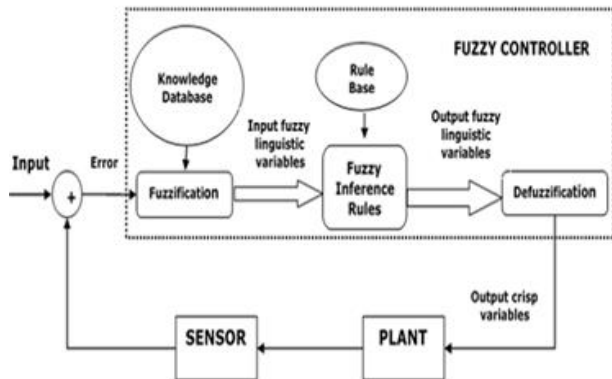 FUZZY CONTROLLER
Knowledge
Database
Rule
Base
Input fuzzy
linguistic
variables
Output fuzzy
linguistic
variables
Input
Error
+
Fuzzification
Fuzzy
Inference
Rules
Defuzzification
Output crisp
variables
SENSOR
PLANT